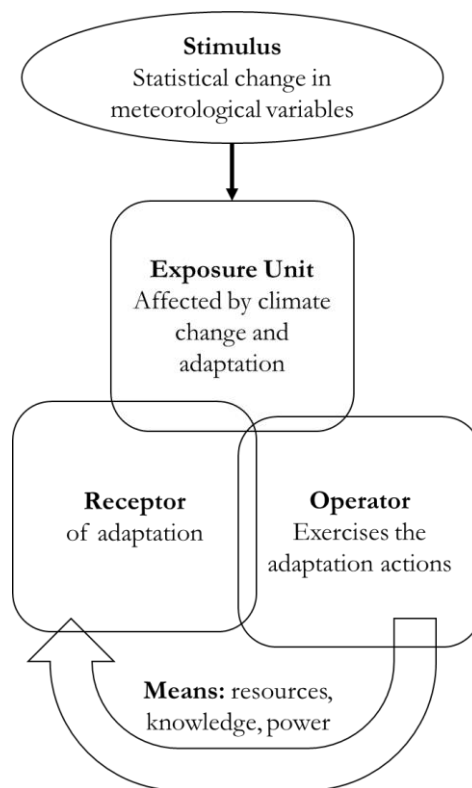 Stimulus
Statistical change in
meteorological variables
Exposure Unit
Affected by climate
change and
adaptation
Receptor
of adaptation
Operator
Exercises the
adaptation actions
Means: resources,
knowledge, power